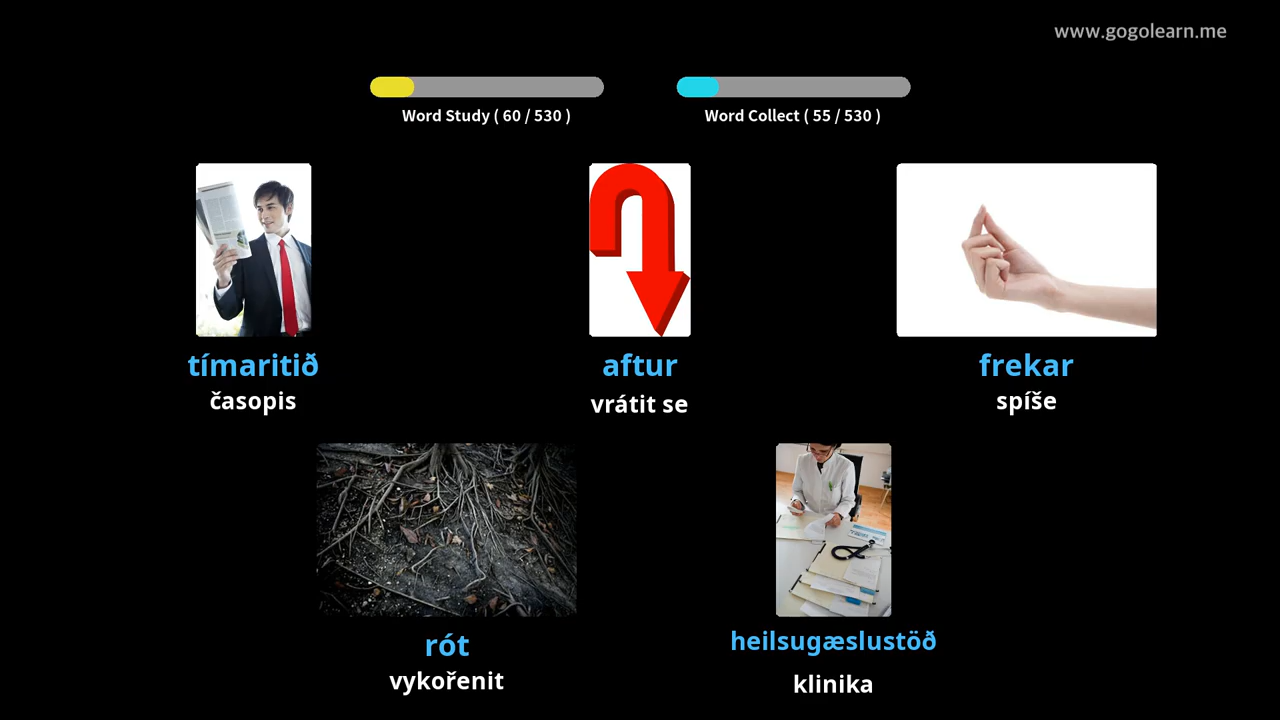 www.gogolearn.me
Word Study ( 60 / 530 )
Word Collect ( 55 / 530 )
tímaritið
časopis
aftur
vrátit se
frekar
spíše
rót
vykořenit
heilsugæslustöð
klinika